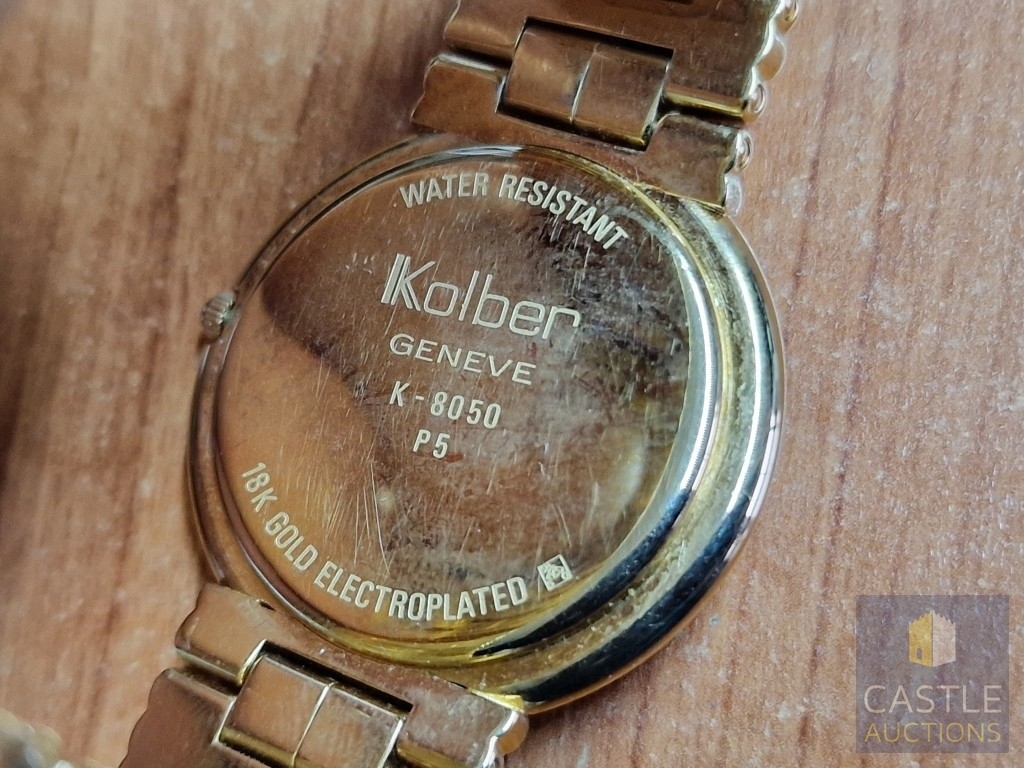 WATER RESISTANT
Kolber
GENEVE
K-8050
P5
18K GOLD ELECTROPLATED
CASTLE
AUCTIONS